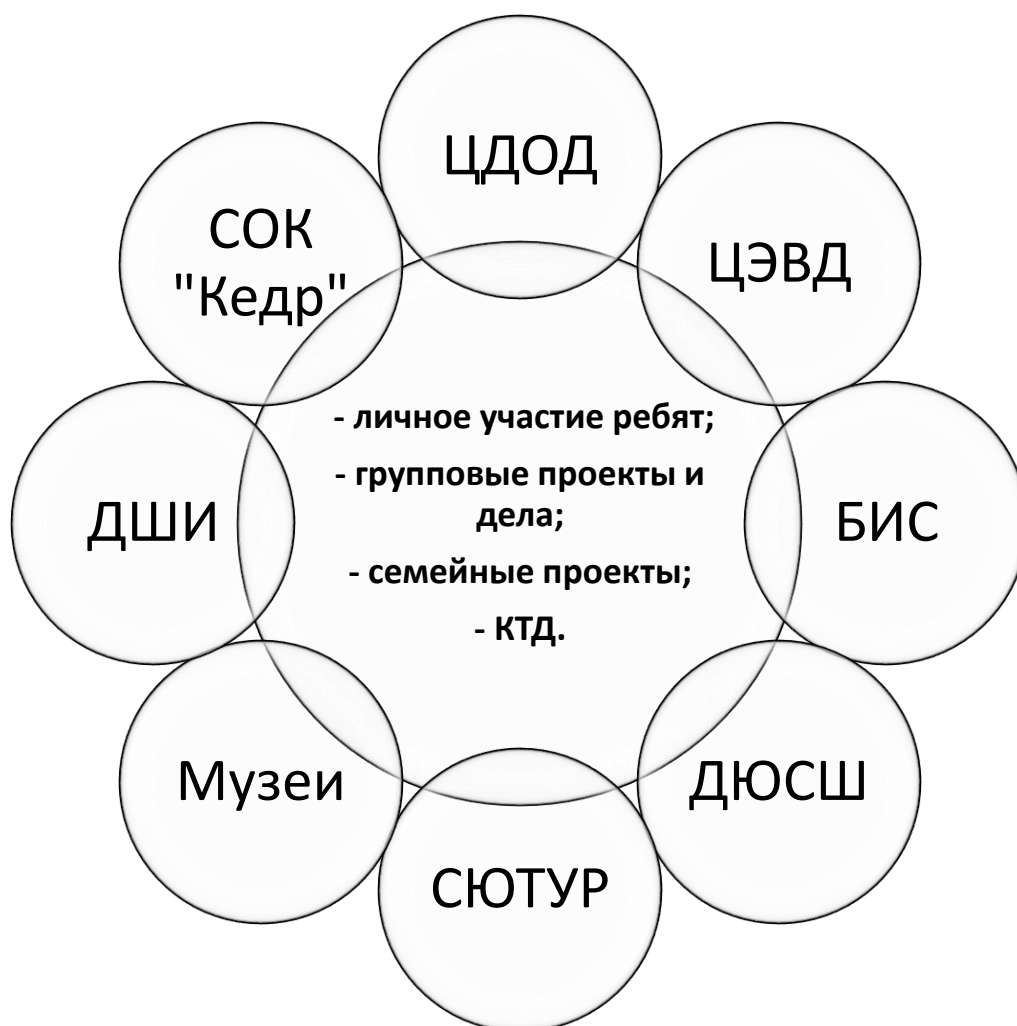 ЦДОД
ЦЭВД
БИС
ДЮСШ
СЮТУР
Музеи
ДШИ
СОК
"Кедр"
- личное участие ребят;
- групповые проекты и
дела;
- семейные проекты;
- КТД.